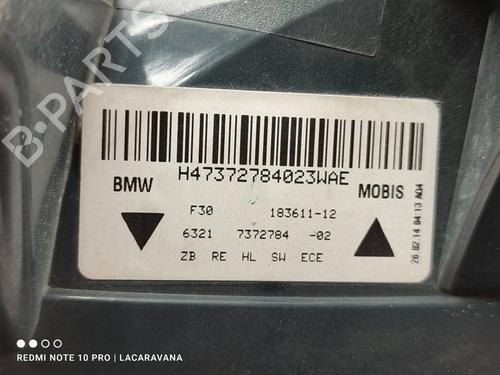 B-PARTS
H47372784023WAE
BMW
MOBIS
F30 183611-12
6321 7372784 -02
ZB RE HL SW ECE
26.02.14 04:13 A04
REDMI NOTE 10 PRO | LACARAVANA